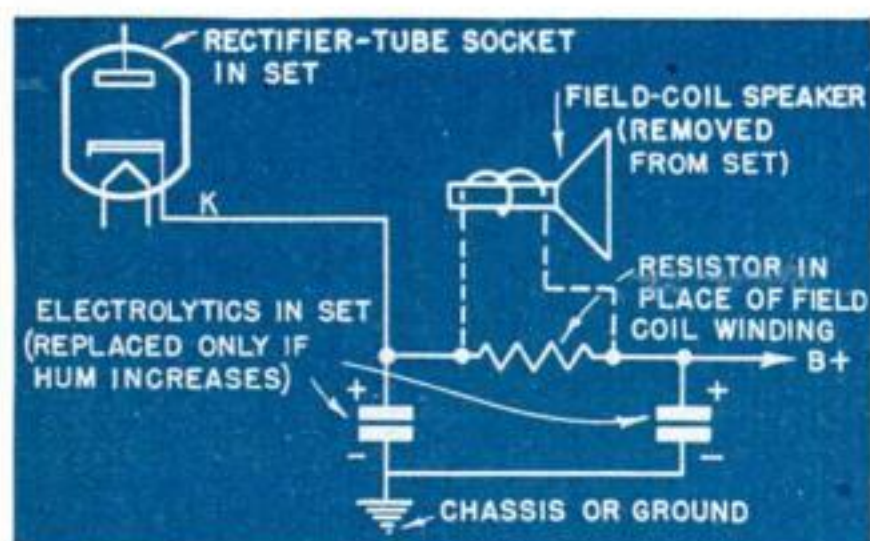 RECTIFIER-TUBE SOCKET
IN SET
FIELD-COIL SPEAKER
(REMOVED
FROM SET)
K
RESISTOR IN
PLACE OF FIELD
COIL WINDING
ELECTROLYTICS IN SET
(REPLACED ONLY IF
HUM INCREASES)
B+
+
+
-
-
CHASSIS OR GROUND